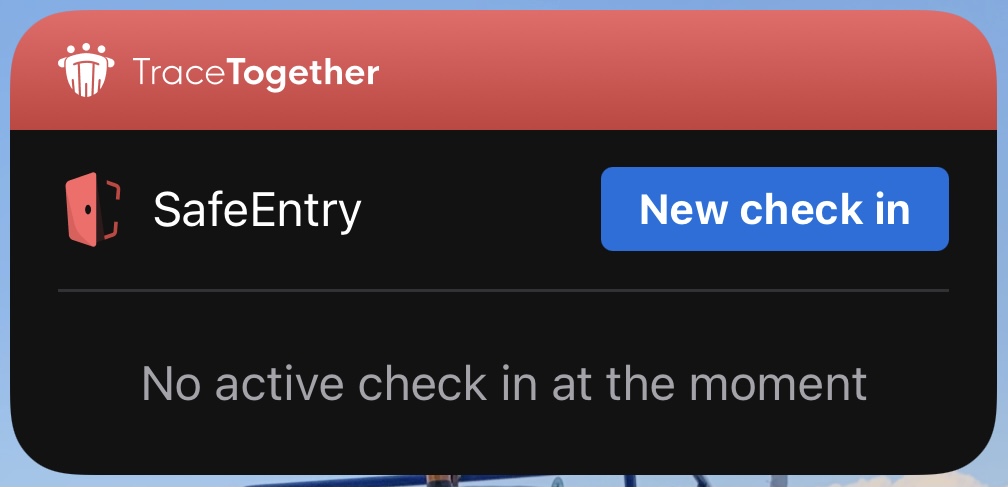 TraceTogether
SafeEntry
New check in
No active check in at the moment